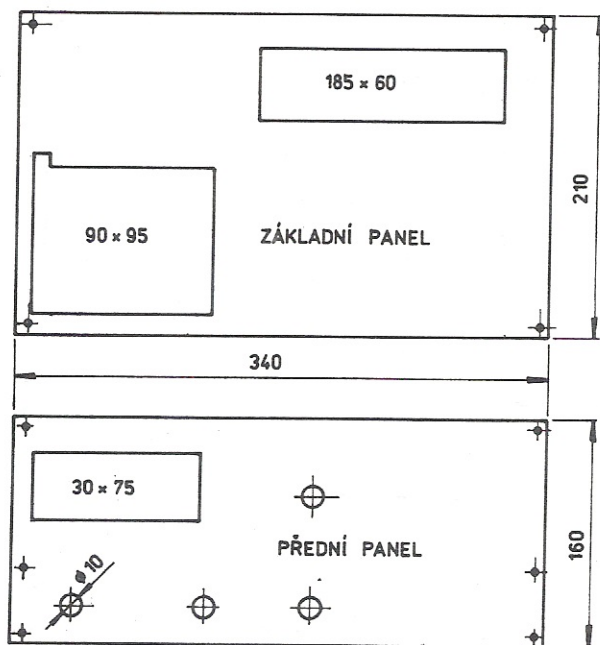 185 × 60
210
90 × 95
ZÁKLADNÍ PANEL
340
30 × 75
PŘEDNÍ PANEL
160
ø 10